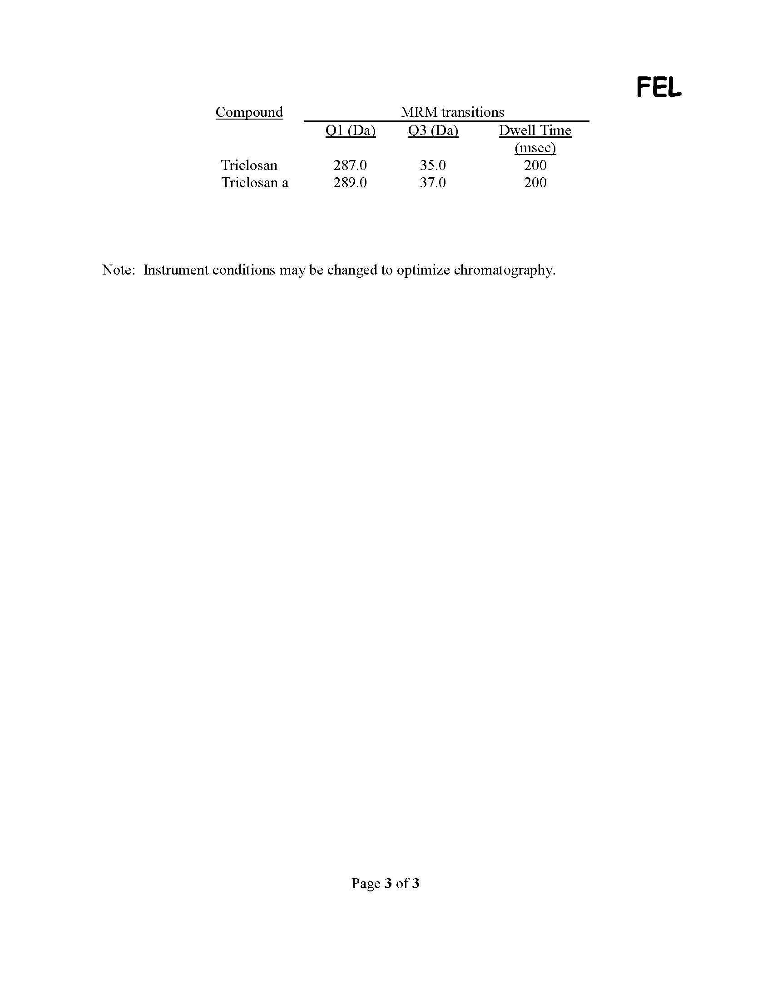 FEL
Compound MRM transitions
Q1 (Da) Q3 (Da) Dwell Time
(msec)
Triclosan 287.0 35.0 200
Triclosan a 289.0 37.0 200
Note: Instrument conditions may be changed to optimize chromatography.
Page 3 of 3